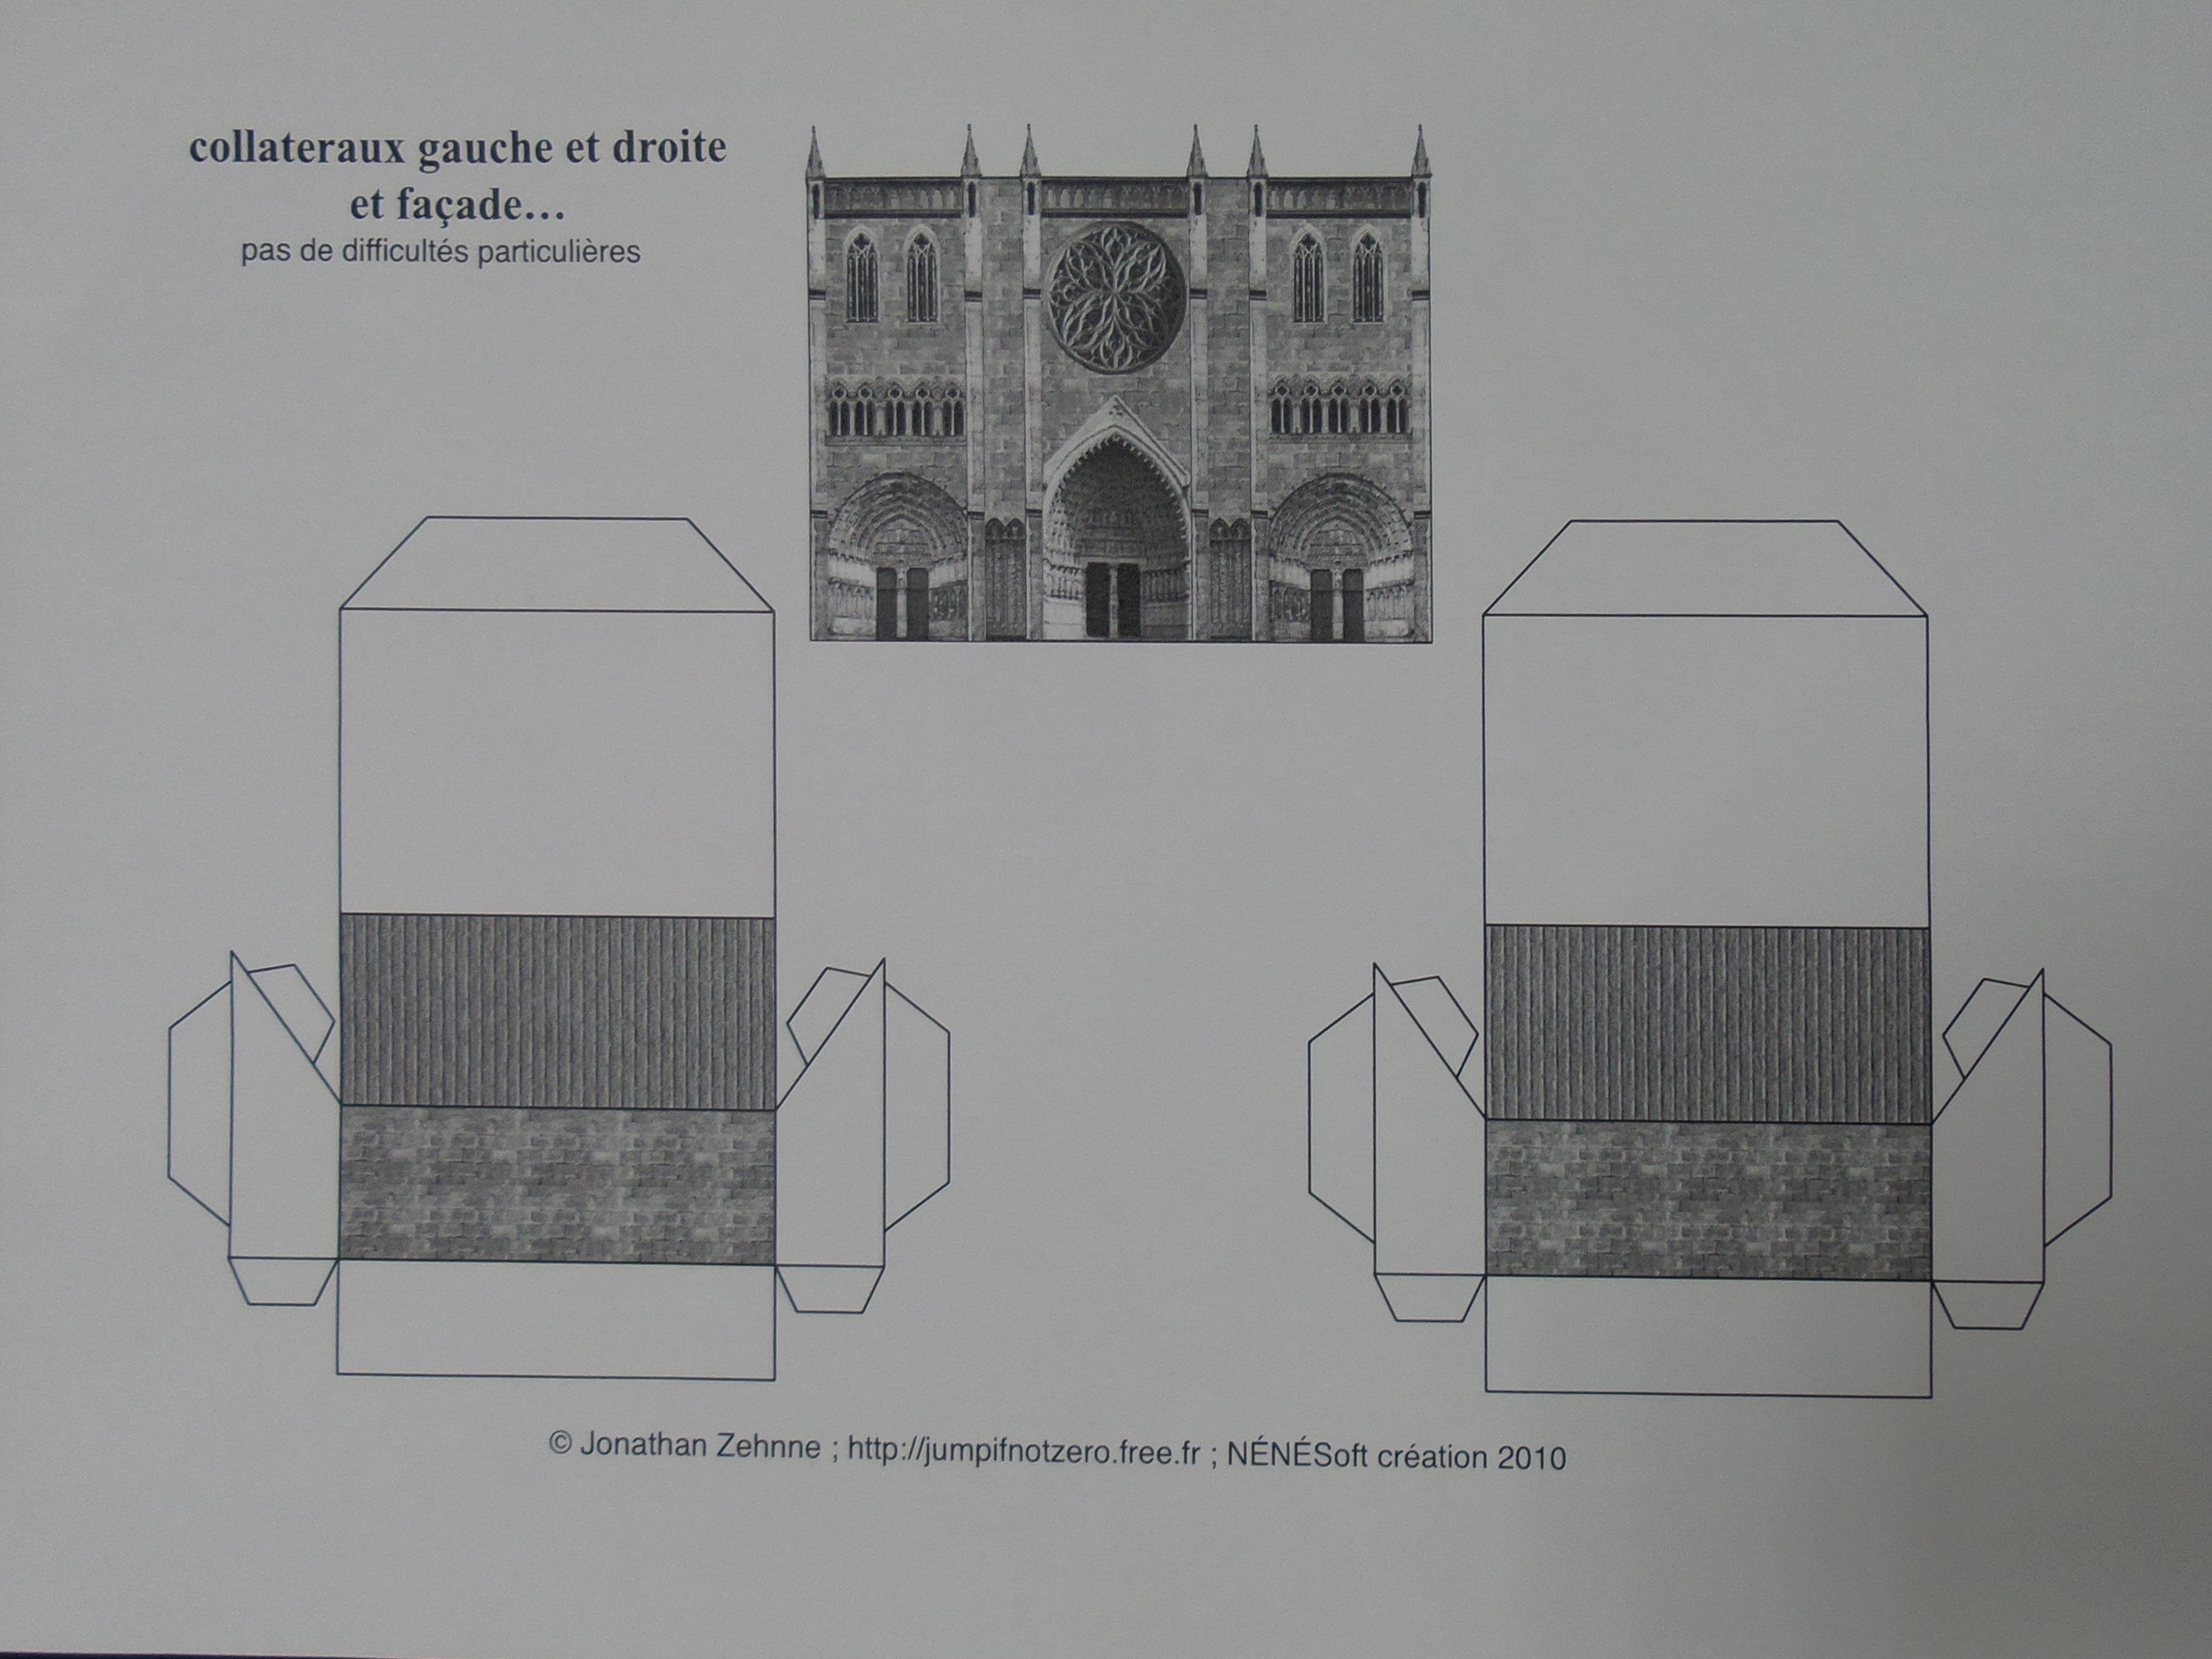 collateraux gauche et droite
et façade...
pas de difficultés particulières
© Jonathan Zehnne ; http://jumpifnotzero.free.fr ; NÉNÉSoft création 2010